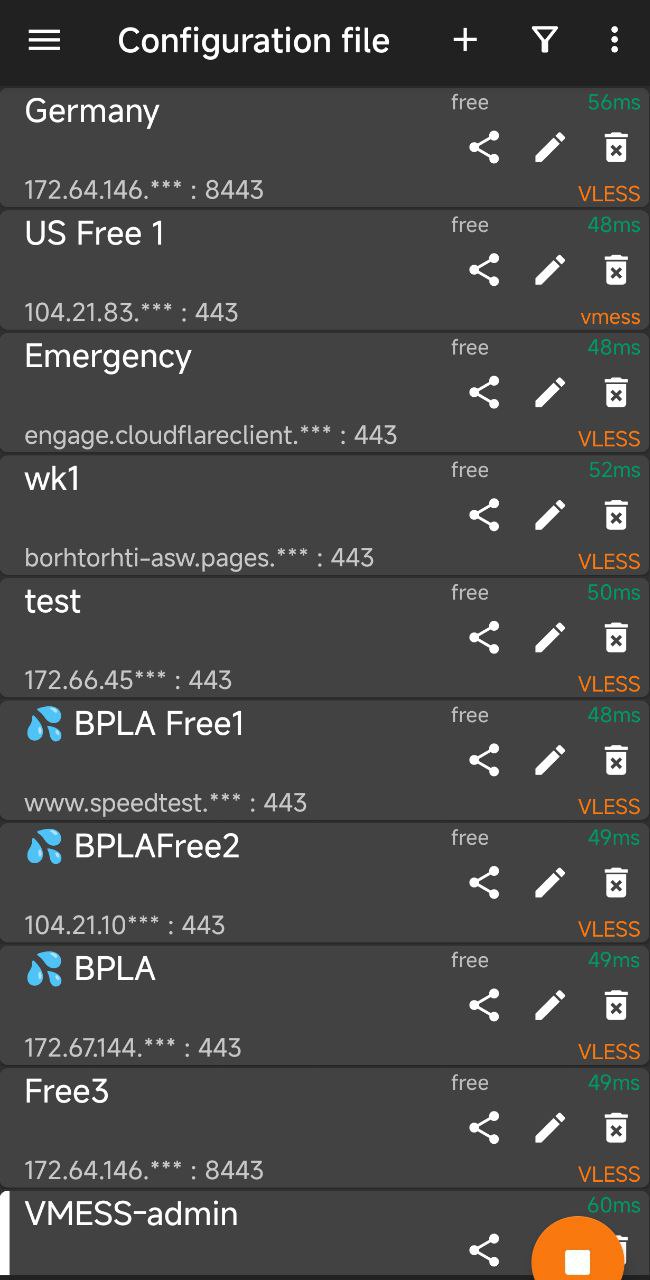 Configuration file
Germany free 56ms
172.64.146.*** : 8443 VLESS
US Free 1 free 48ms
104.21.83.*** : 443 vmess
Emergency free 48ms
engage.cloudflareclient.*** : 443 VLESS
wk1 free 52ms
borhtorhti-asw.pages.*** : 443 VLESS
test free 50ms
172.66.45*** : 443 VLESS
💦 BPLA Free1 free 48ms
www.speedtest.*** : 443 VLESS
💦 BPLAFree2 free 49ms
104.21.10*** : 443 VLESS
💦 BPLA free 49ms
172.67.144.*** : 443 VLESS
Free3 free 49ms
172.64.146.*** : 8443 VLESS
VMESS-admin 60ms